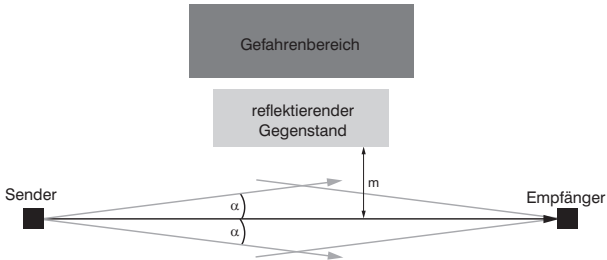 Gefahrenbereich
reflektierender
Gegenstand
m
Sender
α
α
Empfänger